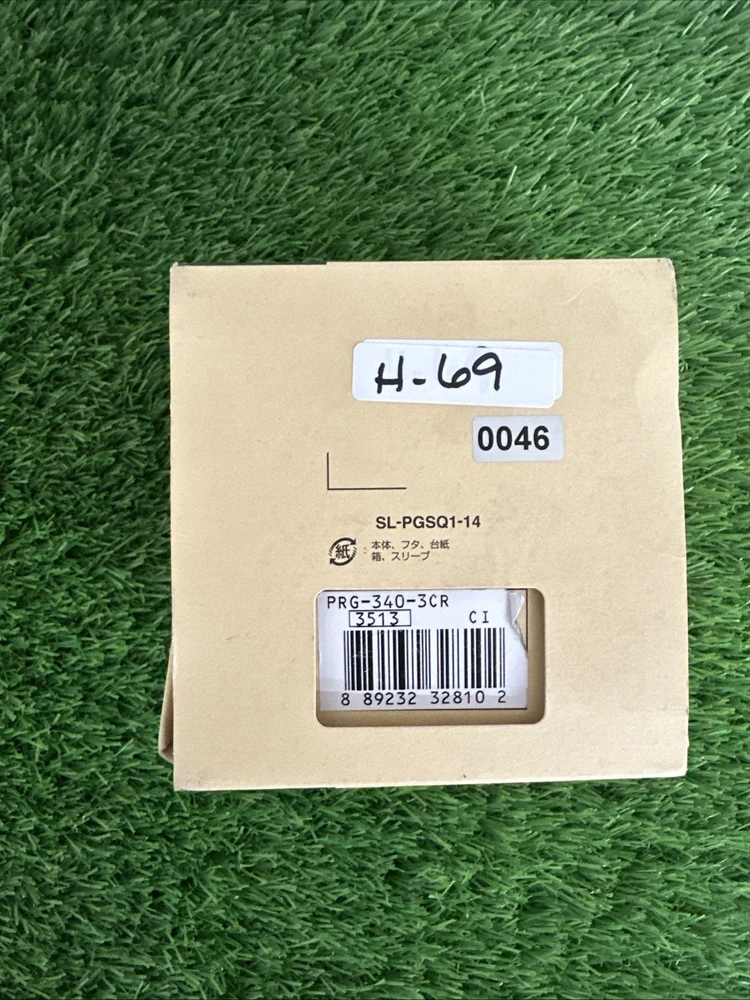 H-69
0046
SL-PGSQ1-14
紙 : 本体、フタ、台紙
箱、スリーブ
PRG-340-3CR
3513 CI
8 89232 32810 2